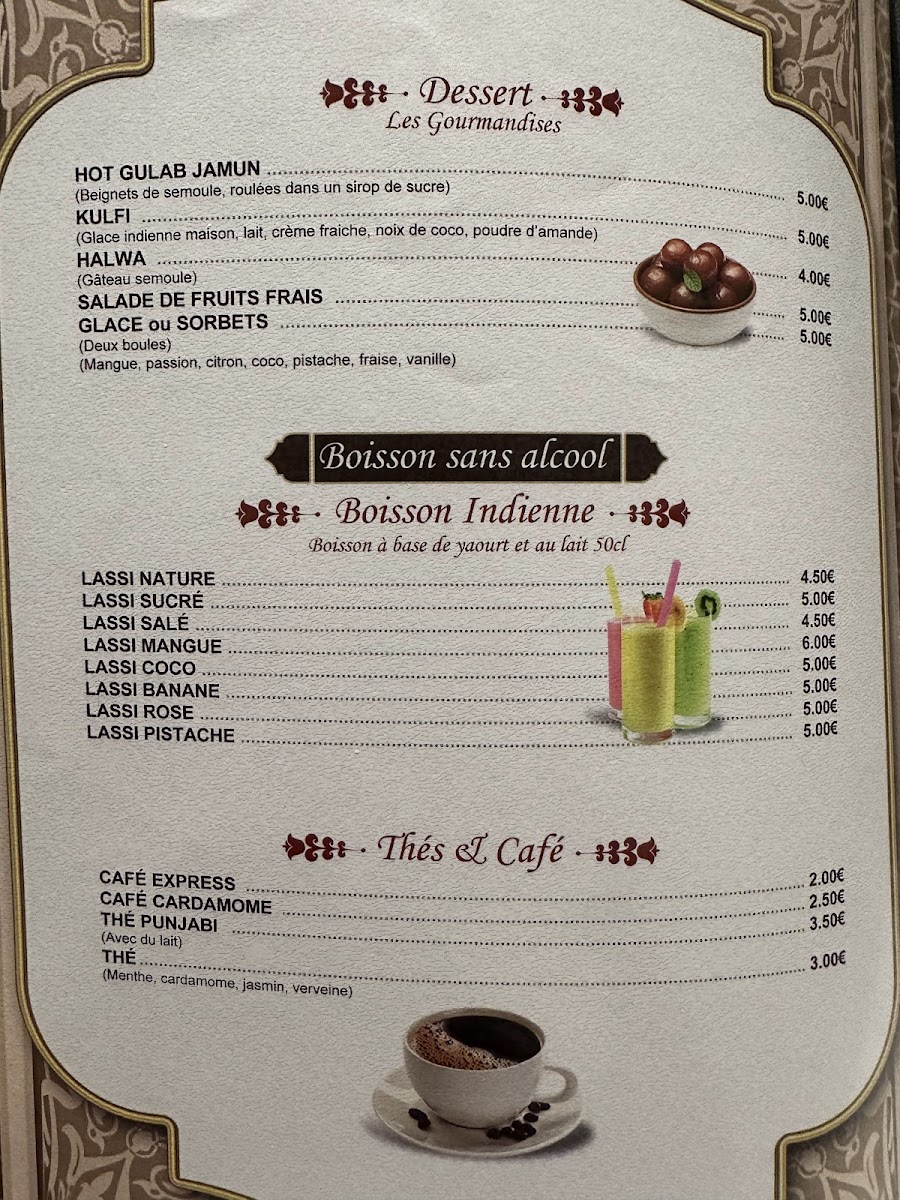 Dessert
Les Gourmandises
HOT GULAB JAMUN 5.00€
(Beignets de semoule, roulées dans un sirop de sucre)
KULFI 5.00€
(Glace indienne maison, lait, crème fraiche, noix de coco, poudre d'amande)
HALWA 4.00€
(Gâteau semoule)
SALADE DE FRUITS FRAIS 5.00€
GLACE ou SORBETS 5.00€
(Deux boules)
(Mangue, passion, citron, coco, pistache, fraise, vanille)
Boisson sans alcool
Boisson Indienne
Boisson à base de yaourt et au lait 50cl
LASSI NATURE 4.50€
LASSI SUCRÉ 5.00€
LASSI SALÉ 4.50€
LASSI MANGUE 6.00€
LASSI COCO 5.00€
LASSI BANANE 5.00€
LASSI ROSE 5.00€
LASSI PISTACHE 5.00€
Thés & Café
CAFÉ EXPRESS 2.00€
CAFÉ CARDAMOME 2.50€
THÉ PUNJABI 3.50€
(Avec du lait)
THÉ 3.00€
(Menthe, cardamome, jasmin, verveine)